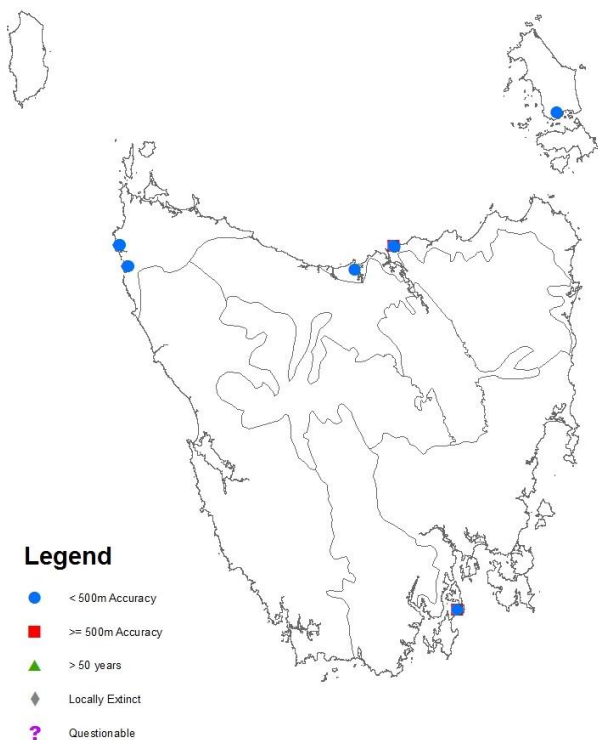 Legend
< 500m Accuracy
>= 500m Accuracy
> 50 years
Locally Extinct
? Questionable